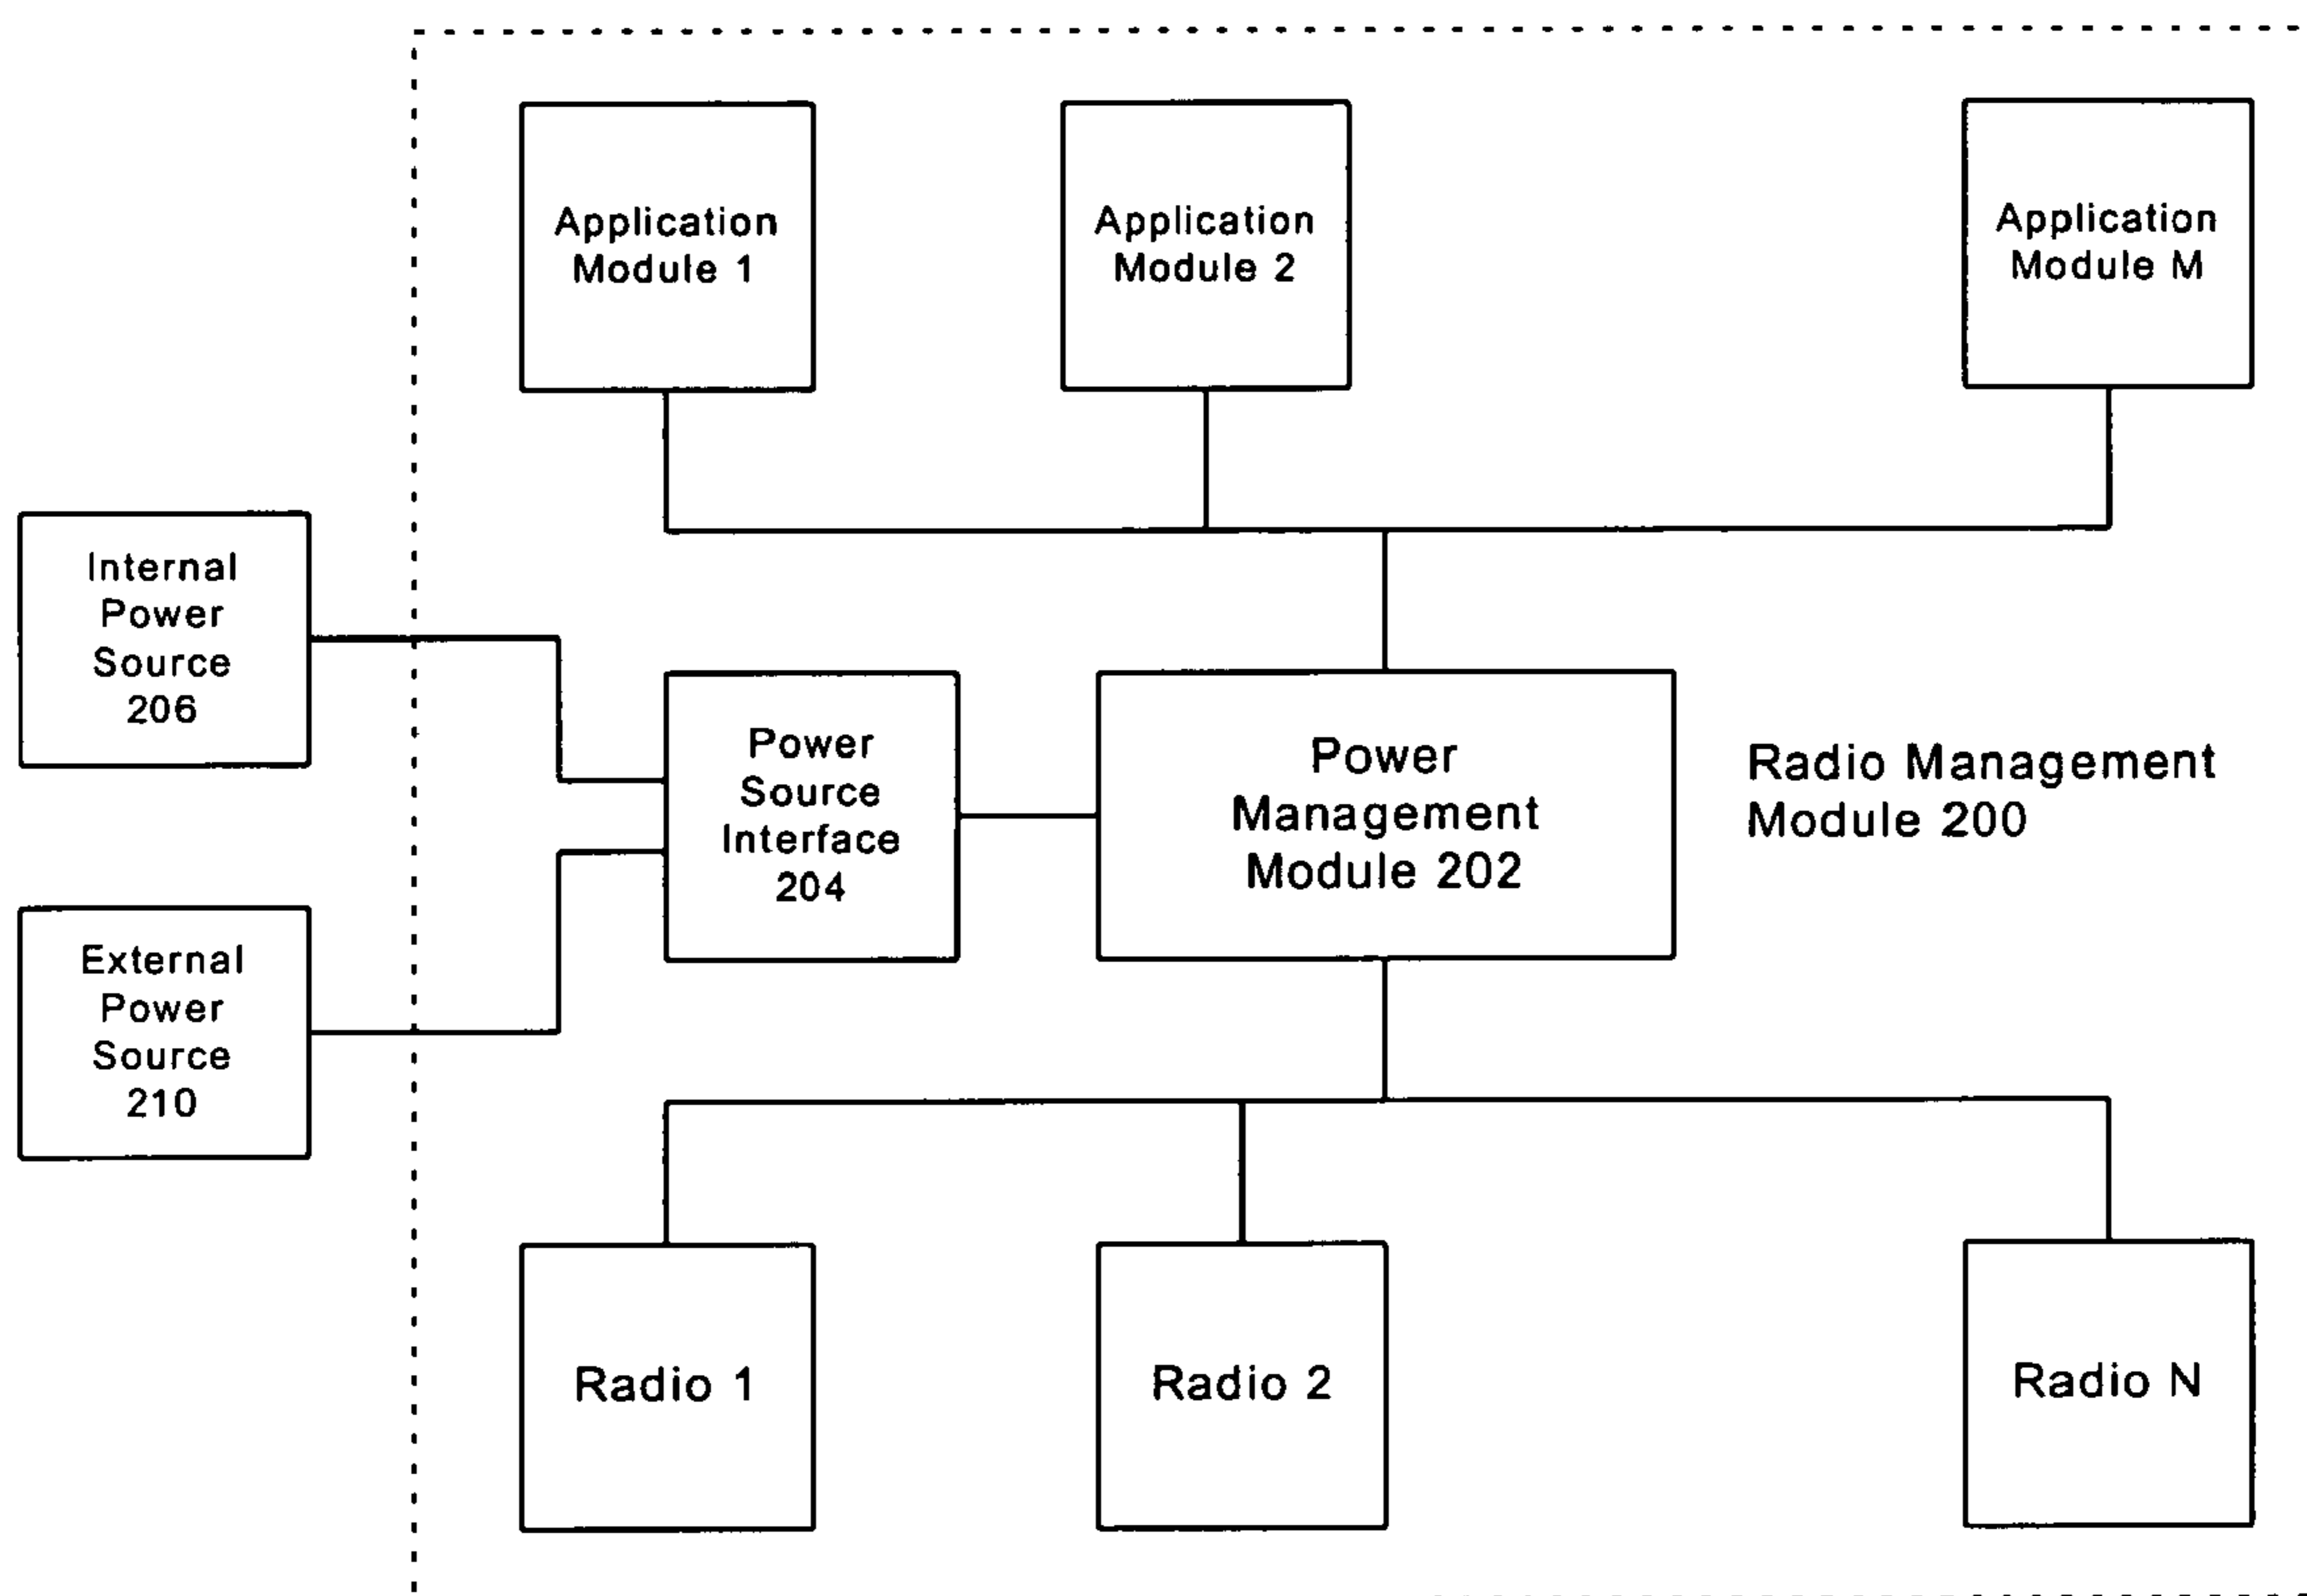 Application
Module 1
Application
Module 2
Application
Module M
Internal
Power
Source
206
Power
Source
Interface
204
Power
Management
Module 202
Radio Management
Module 200
External
Power
Source
210
Radio 1
Radio 2
Radio N